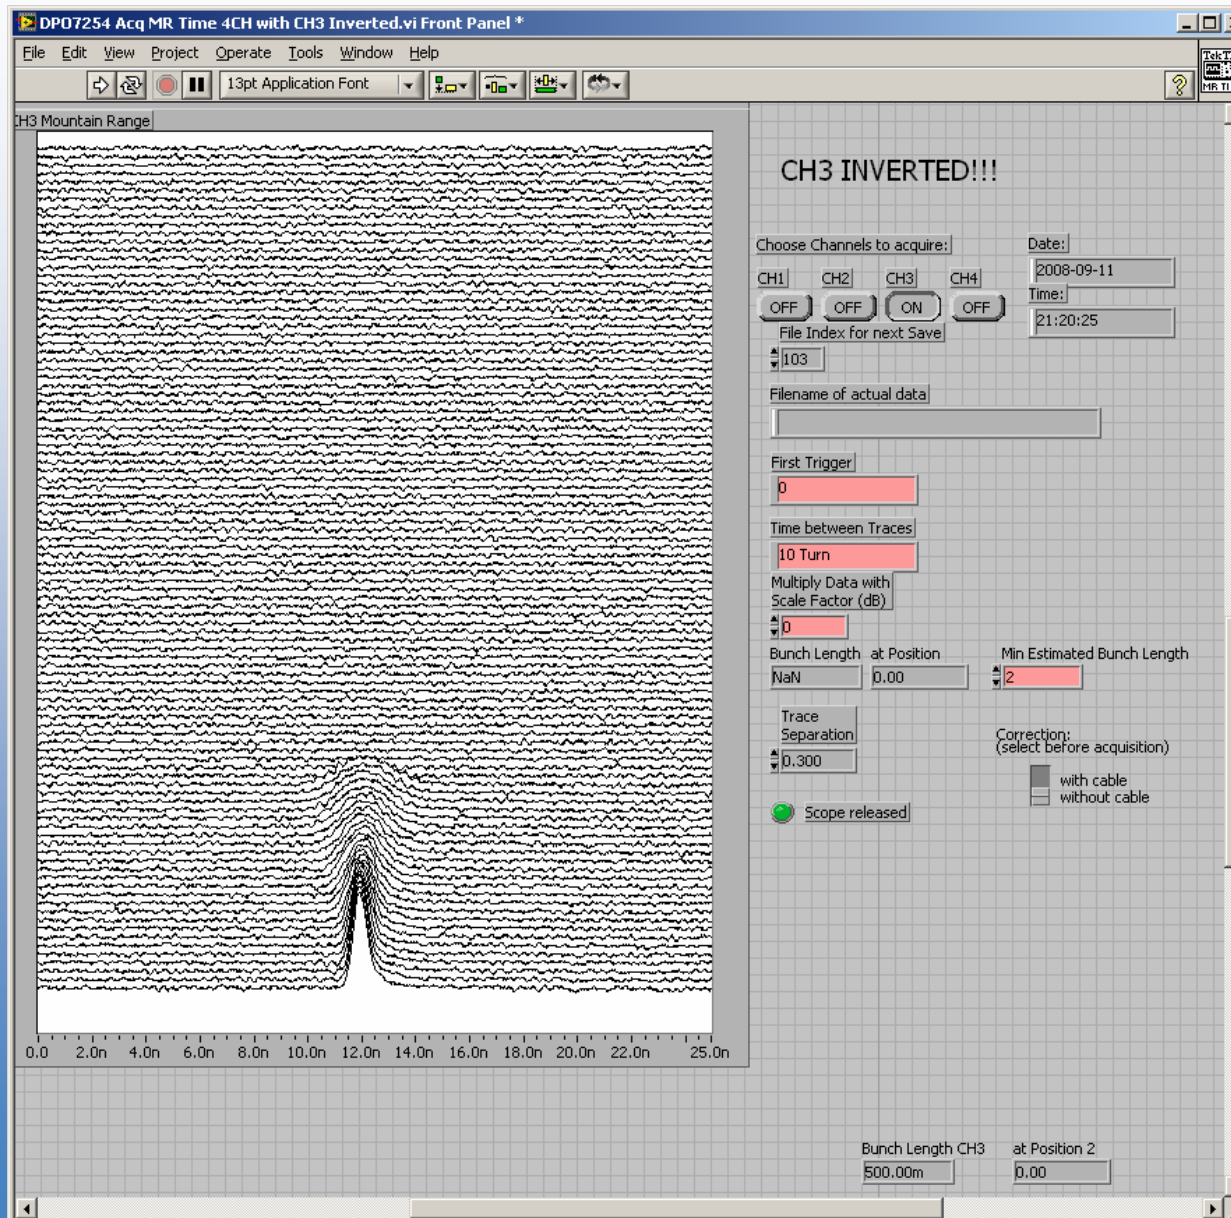 DPO7254 Acq MR Time 4CH with CH3 Inverted.vi Front Panel *
File Edit View Project Operate Tools Window Help
13pt Application Font
?
MR TI
CH3 Mountain Range
CH3 INVERTED!!!
Choose Channels to acquire:
Date:
CH1 CH2 CH3 CH4
2008-09-11
OFF OFF ON OFF
Time:
21:20:25
File Index for next Save
103
Filename of actual data
First Trigger
0
Time between Traces
10 Turn
Multiply Data with
Scale Factor (dB)
0
Bunch Length at Position Min Estimated Bunch Length
NaN 0.00 2
Trace
Separation
0.300
Correction:
(select before acquisition)
with cable
without cable
Scope released
0.0 2.0n 4.0n 6.0n 8.0n 10.0n 12.0n 14.0n 16.0n 18.0n 20.0n 22.0n 25.0n
Bunch Length CH3 at Position 2
500.00m 0.00